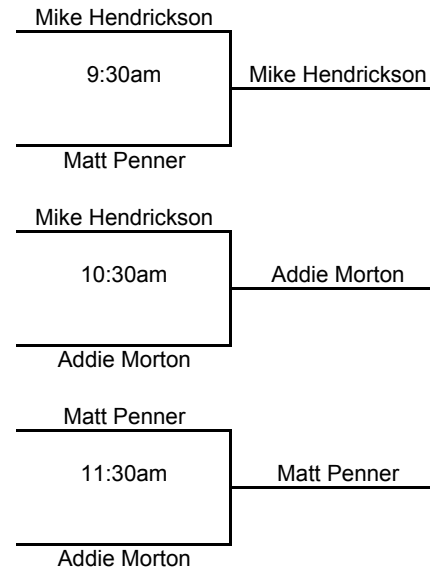 Mike Hendrickson
9:30am
Mike Hendrickson
Matt Penner
Mike Hendrickson
10:30am
Addie Morton
Addie Morton
Matt Penner
11:30am
Matt Penner
Addie Morton